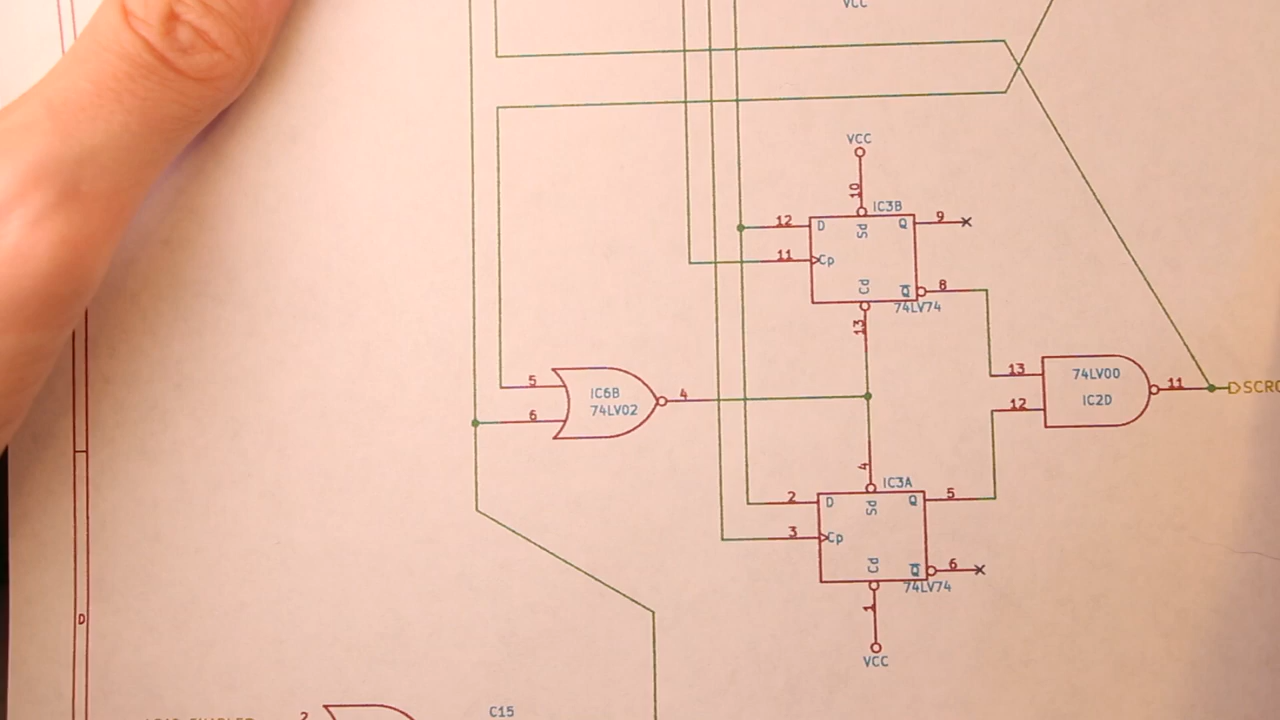 VCC
VCC
10
IC3B
12
D
Sd
Q
9
11
Cp
Cd
Q
8
74LV74
13
5
IC6B
74LV02
4
6
13
74LV00
IC2D
11
12
4
IC3A
2
D
Sd
Q
5
3
Cp
Cd
Q
6
74LV74
1
VCC
D
2
C15